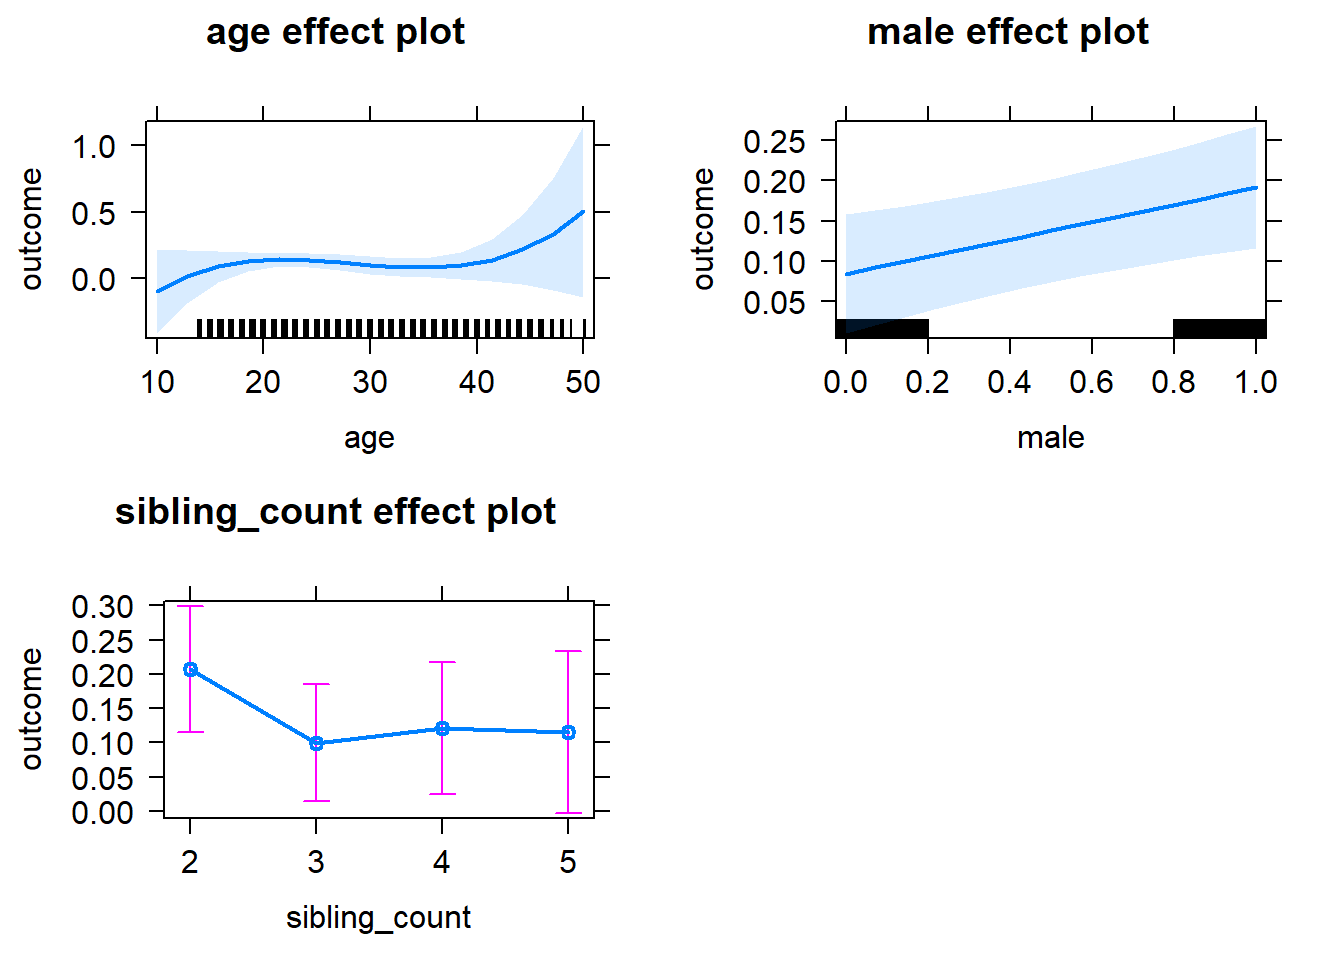 age effect plot
outcome
1.0
0.5
0.0
10 20 30 40 50
age
male effect plot
outcome
0.25
0.20
0.15
0.10
0.05
0.0 0.2 0.4 0.6 0.8 1.0
male
sibling_count effect plot
outcome
0.30
0.25
0.20
0.15
0.10
0.05
0.00
2 3 4 5
sibling_count